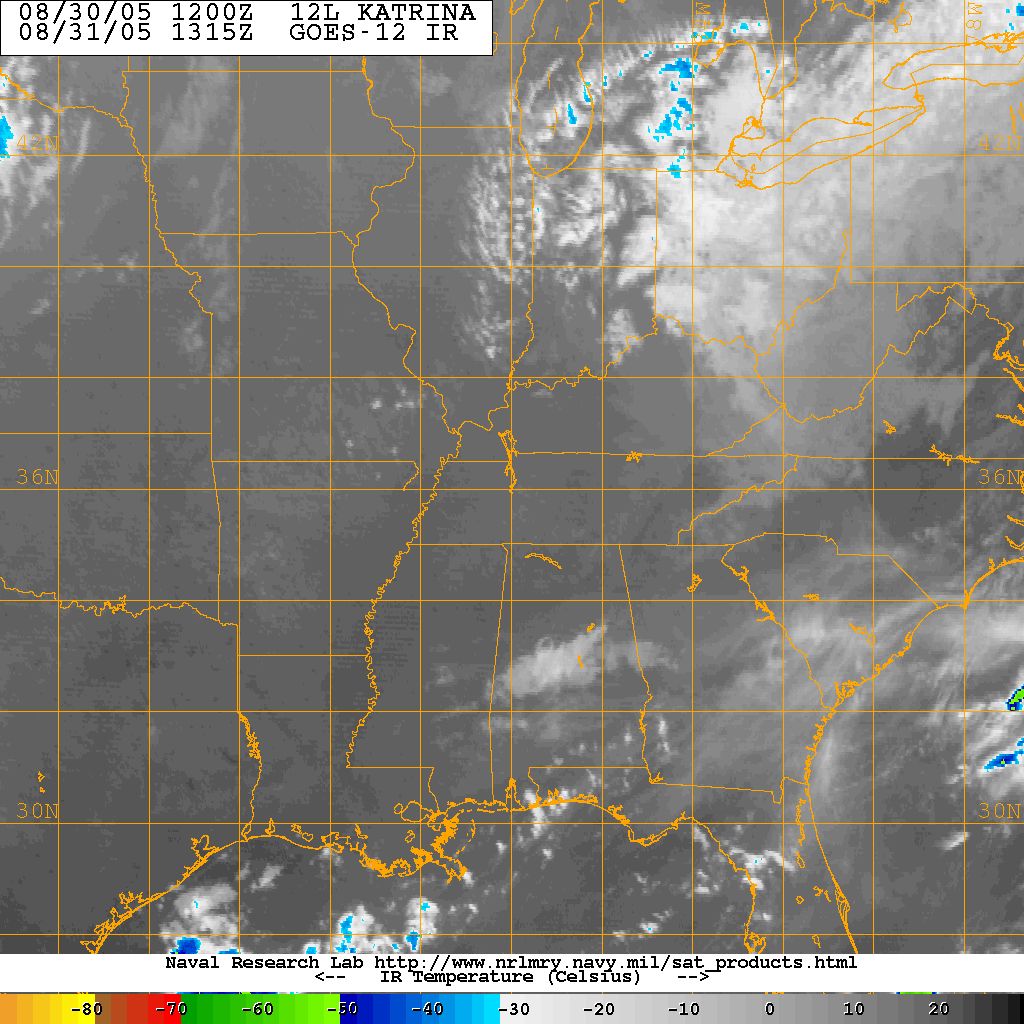 08/30/05 1200Z 12L KATRINA
08/31/05 1315Z GOES-12 IR
42N 42N
36N 36N
30N 30N
Naval Research Lab http://www.nrlmry.navy.mil/sat_products.html
<-- IR Temperature (Celsius) -->
-80 -70 -60 -50 -40 -30 -20 -10 0 10 20